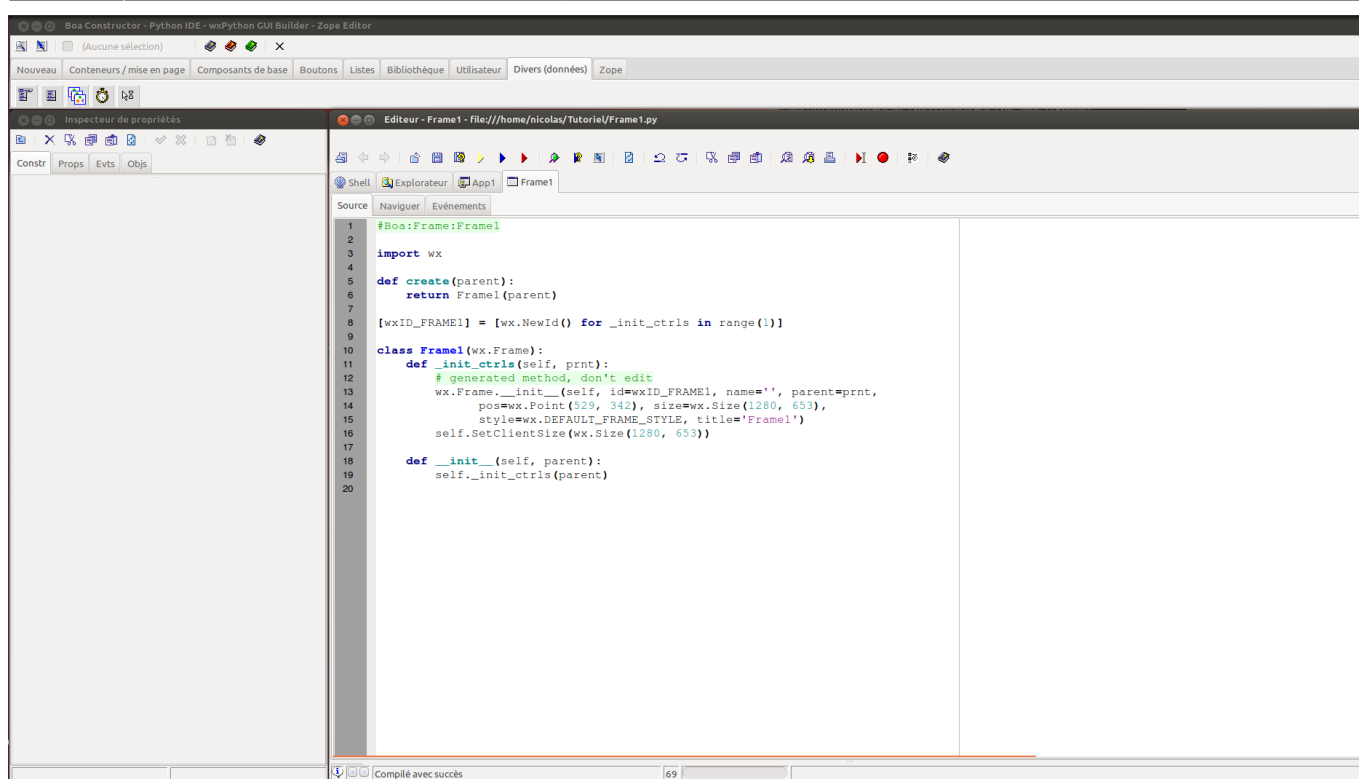 Boa Constructor - Python IDE - wxPython GUI Builder - Zope Editor
(Aucune sélection)
Nouveau Conteneurs / mise en page Composants de base Boutons Listes Bibliothèque Utilisateur Divers (données) Zope
Inspecteur de propriétés
Constr Props Evts Objs
Editeur - Frame1 - file:///home/nicolas/Tutoriel/Frame1.py
Shell Explorateur App1 Frame1
Source Naviguer Evénements
1 #Boa:Frame:Frame1
2
3 import wx
4
5 def create(parent):
6     return Frame1(parent)
7
8 [wxID_FRAME1] = [wx.NewId() for _init_ctrls in range(1)]
9
10 class Frame1(wx.Frame):
11     def _init_ctrls(self, prnt):
12         # generated method, don't edit
13         wx.Frame.__init__(self, id=wxID_FRAME1, name='', parent=prnt,
14               pos=wx.Point(529, 342), size=wx.Size(1280, 653),
15               style=wx.DEFAULT_FRAME_STYLE, title='Frame1')
16         self.SetClientSize(wx.Size(1280, 653))
17
18     def __init__(self, parent):
19         self._init_ctrls(parent)
20
Compilé avec succès 69